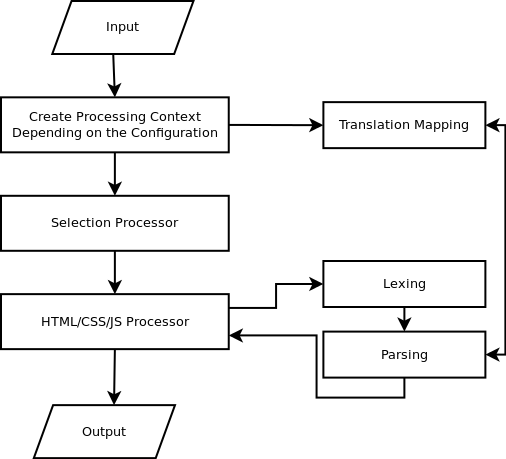 Input
Create Processing Context
Depending on the Configuration
Translation Mapping
Selection Processor
Lexing
HTML/CSS/JS Processor
Parsing
Output